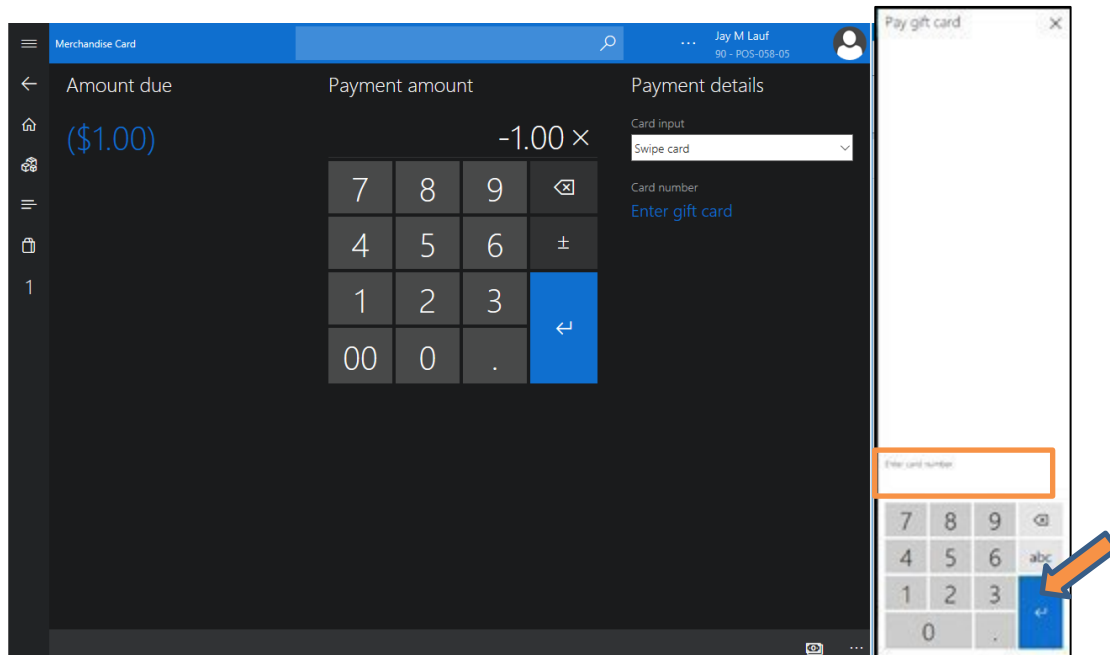 Merchandise Card
Jay M Lauf
90 - POS-058-05
Amount due
($1.00)
Payment amount
-1.00 ×
7 8 9
4 5 6 ±
1 2 3
00 0 .
Payment details
Card input
Swipe card
Card number
Enter gift card
1
Pay gift card
Enter card number
7 8 9
4 5 6 abc
1 2 3
0 .